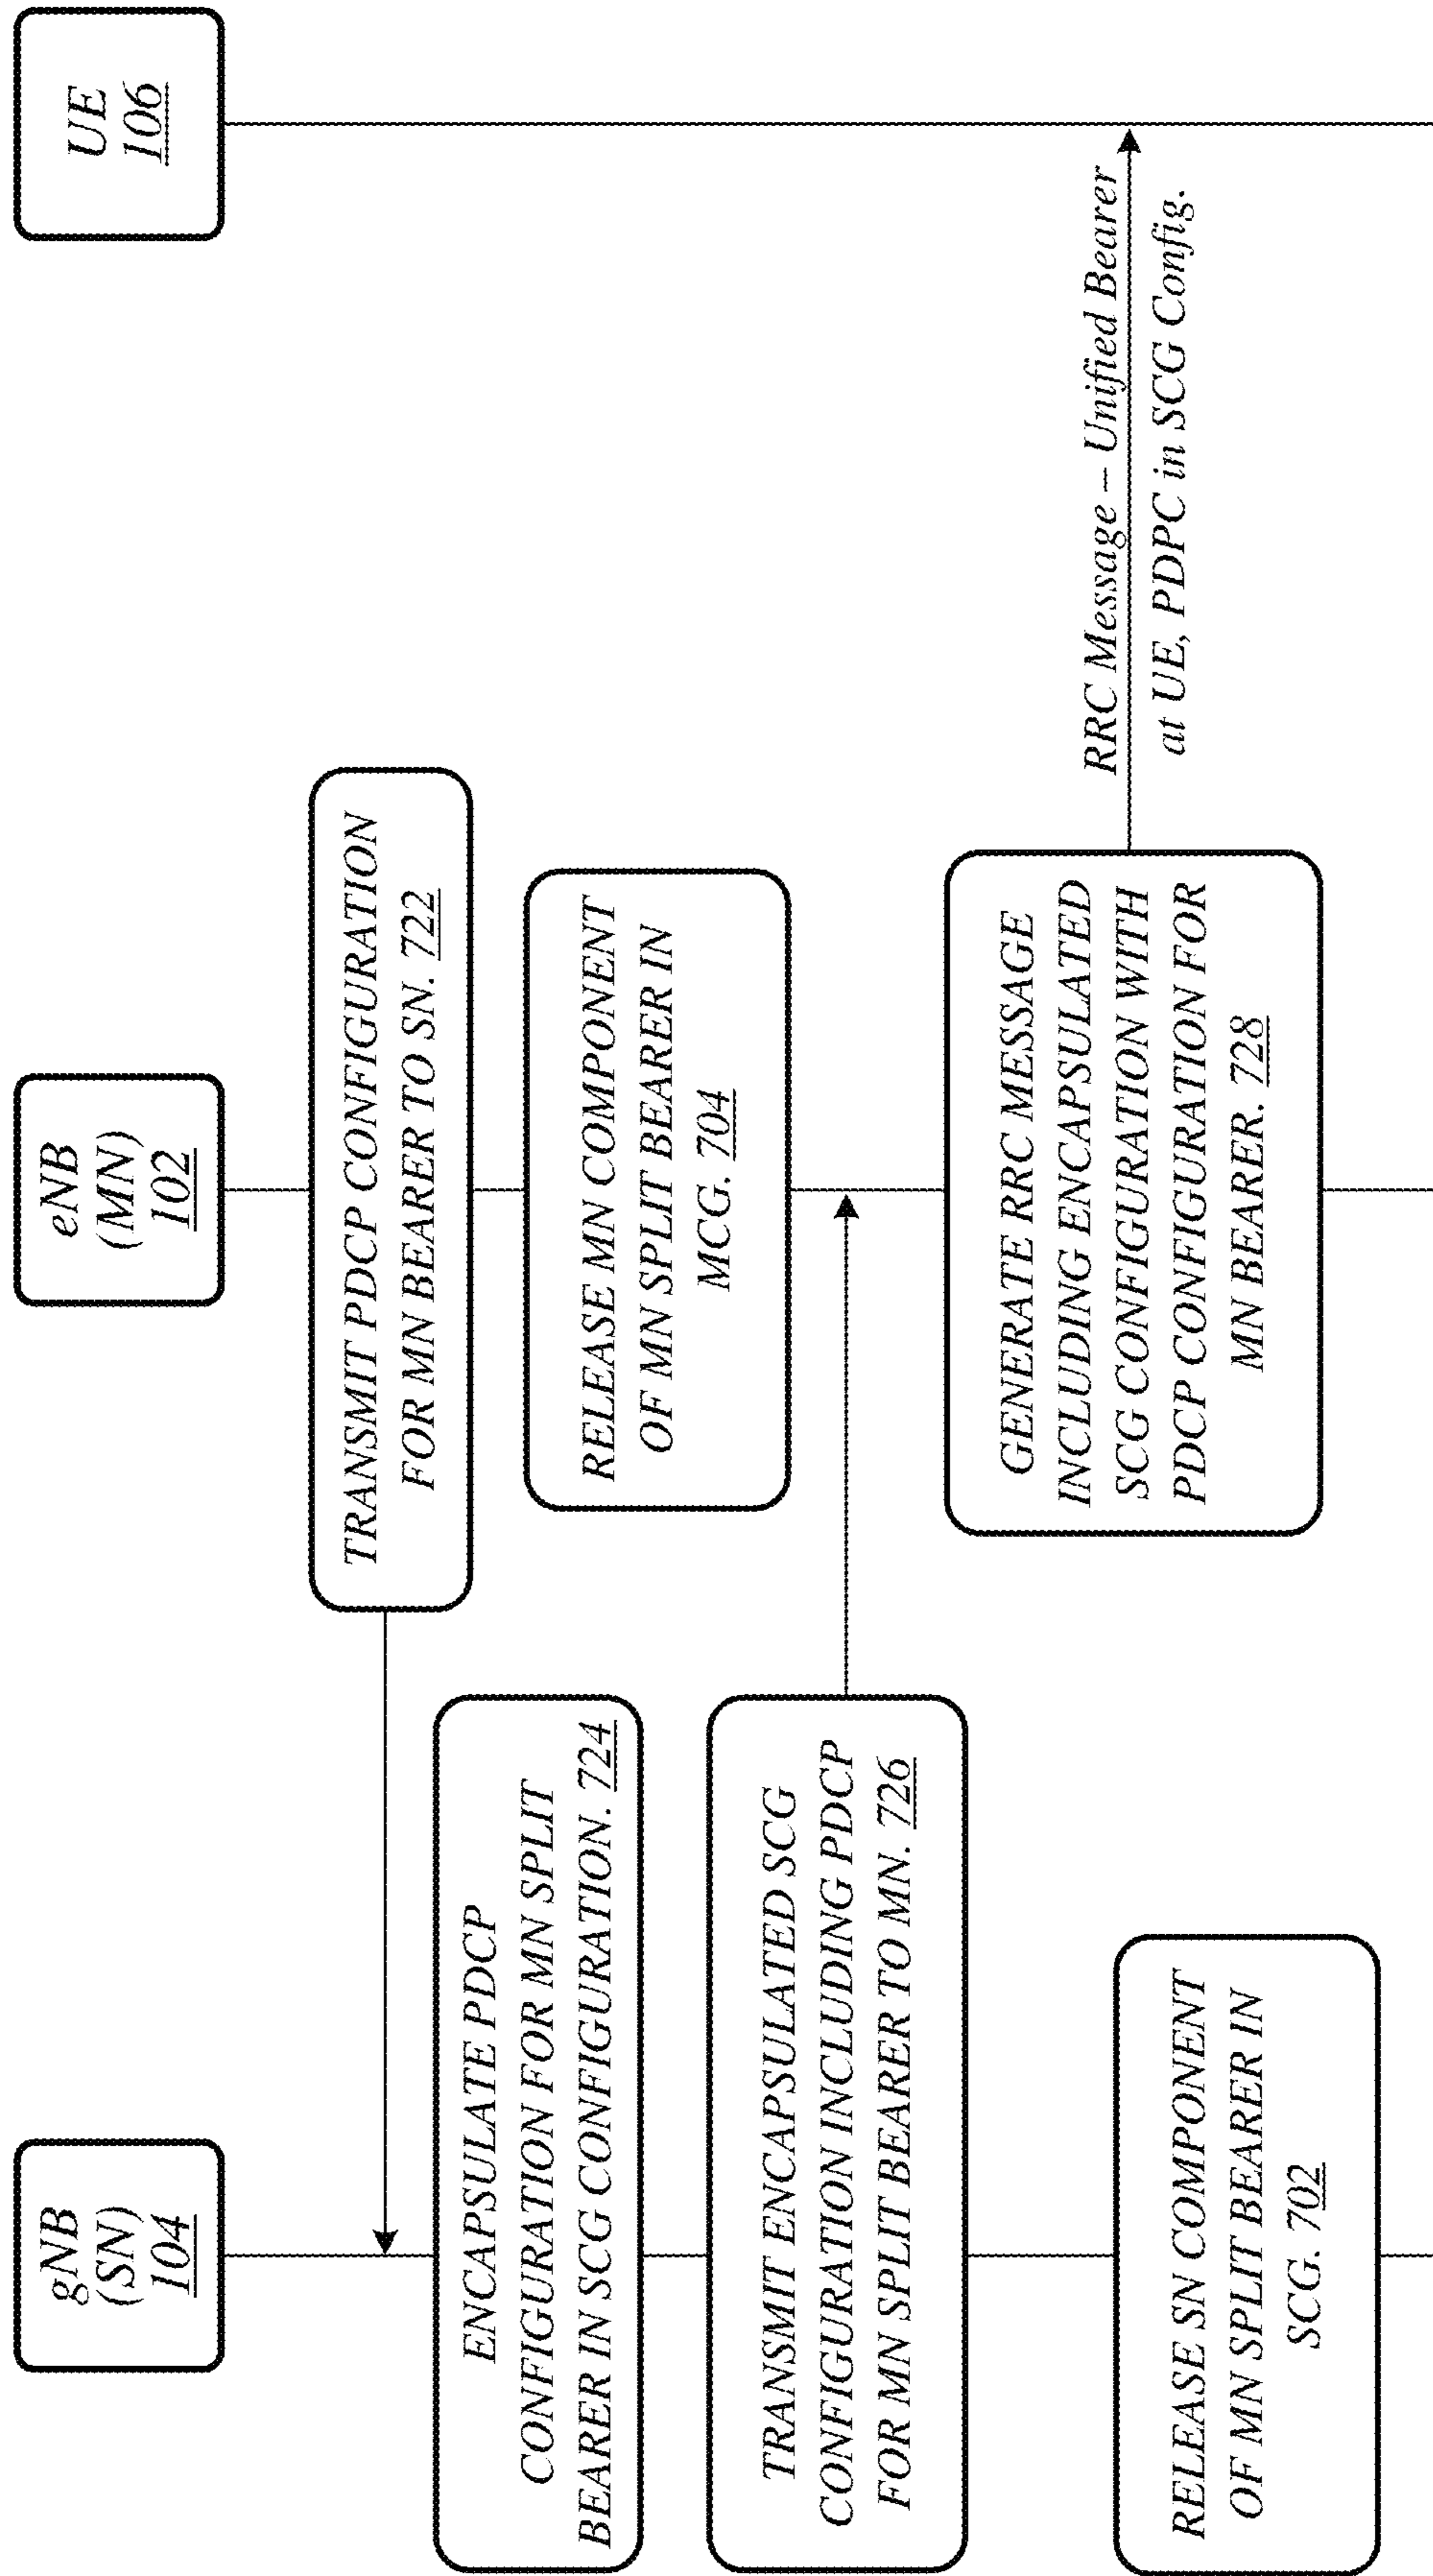 gNB
(SN)
104
eNB
(MN)
102
UE
106
TRANSMIT PDCP CONFIGURATION
FOR MN BEARER TO SN. 722
ENCAPSULATE PDCP
CONFIGURATION FOR MN SPLIT
BEARER IN SCG CONFIGURATION. 724
RELEASE MN COMPONENT
OF MN SPLIT BEARER IN
MCG. 704
TRANSMIT ENCAPSULATED SCG
CONFIGURATION INCLUDING PDCP
FOR MN SPLIT BEARER TO MN. 726
GENERATE RRC MESSAGE
INCLUDING ENCAPSULATED
SCG CONFIGURATION WITH
PDCP CONFIGURATION FOR
MN BEARER. 728
RRC Message – Unified Bearer
at UE, PDPC in SCG Config.
RELEASE SN COMPONENT
OF MN SPLIT BEARER IN
SCG. 702